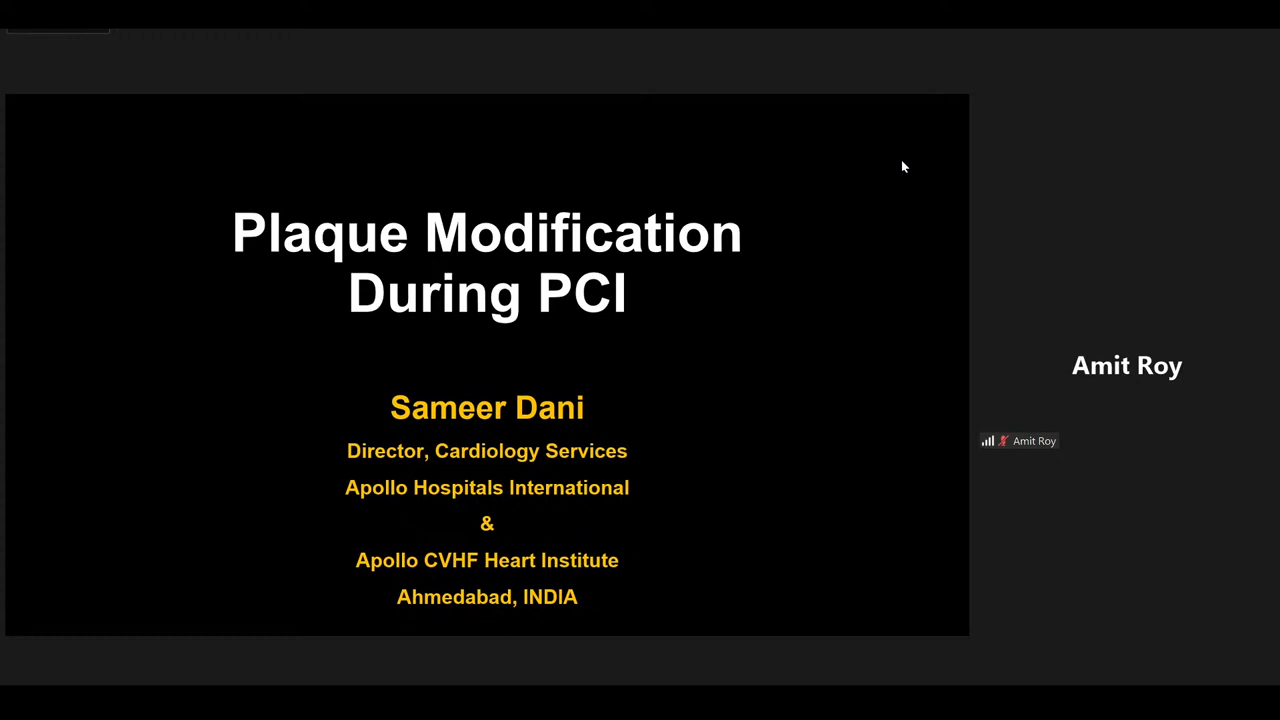 Plaque Modification
During PCI
Sameer Dani
Director, Cardiology Services
Apollo Hospitals International
&
Apollo CVHF Heart Institute
Ahmedabad, INDIA
Amit Roy
Amit Roy